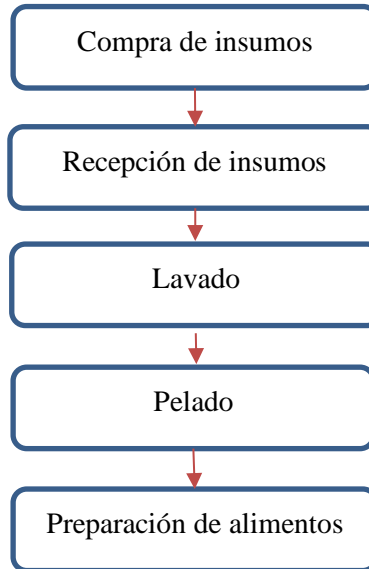 Compra de insumos
Recepción de insumos
Lavado
Pelado
Preparación de alimentos